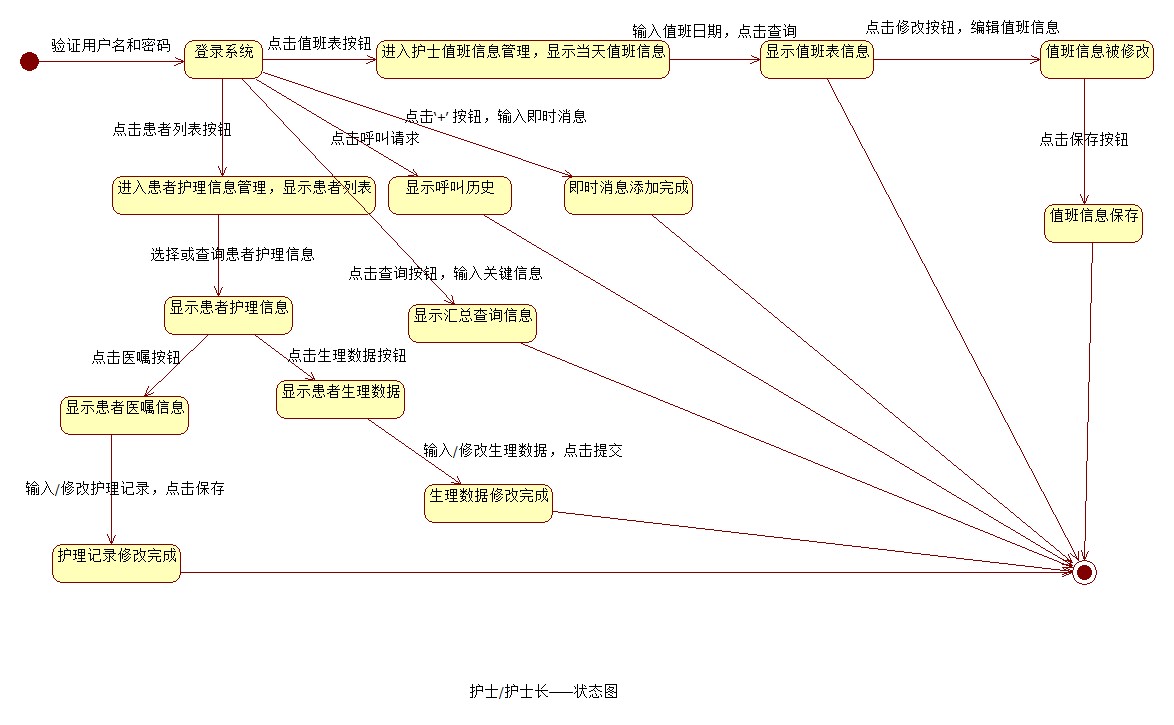 验证用户名和密码
登录系统
点击值班表按钮
进入护士值班信息管理，显示当天值班信息
输入值班日期，点击查询
显示值班表信息
点击修改按钮，编辑值班信息
值班信息被修改
点击患者列表按钮
点击呼叫请求
点击‘+’ 按钮，输入即时消息
点击保存按钮
进入患者护理信息管理，显示患者列表
显示呼叫历史
即时消息添加完成
值班信息保存
选择或查询患者护理信息
点击查询按钮，输入关键信息
显示患者护理信息
显示汇总查询信息
点击医嘱按钮
点击生理数据按钮
显示患者医嘱信息
显示患者生理数据
输入/修改生理数据，点击提交
输入/修改护理记录，点击保存
生理数据修改完成
护理记录修改完成
护士/护士长——状态图